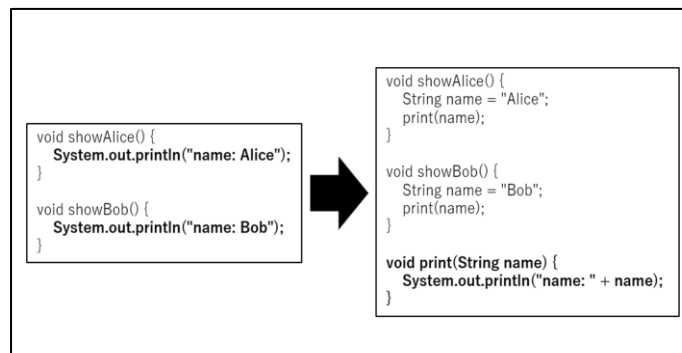 void showAlice() {
System.out.println("name: Alice");
}
void showBob() {
System.out.println("name: Bob");
}
void showAlice() {
String name = "Alice";
print(name);
}
void showBob() {
String name = "Bob";
print(name);
}
void print(String name) {
System.out.println("name: " + name);
}